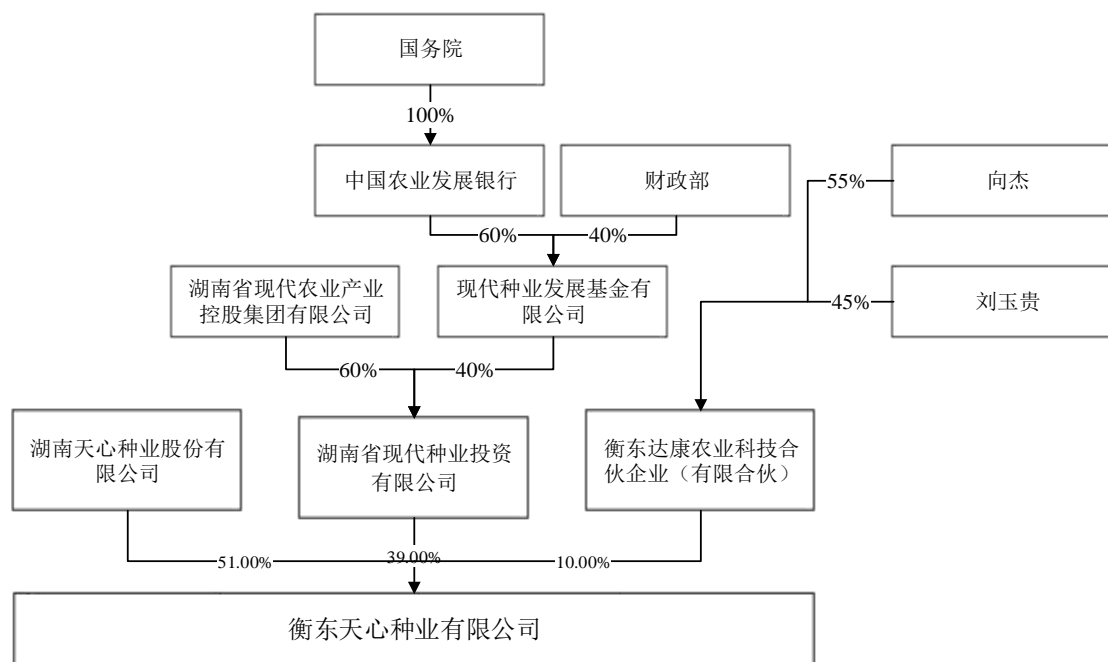 国务院
100%
中国农业发展银行
财政部
55%
向杰
60%
40%
湖南省现代农业产业
控股集团有限公司
现代种业发展基金有
限公司
45%
刘玉贵
60%
40%
湖南天心种业股份有
限公司
湖南省现代种业投资
有限公司
衡东达康农业科技合
伙企业（有限合伙）
51.00%
39.00%
10.00%
衡东天心种业有限公司